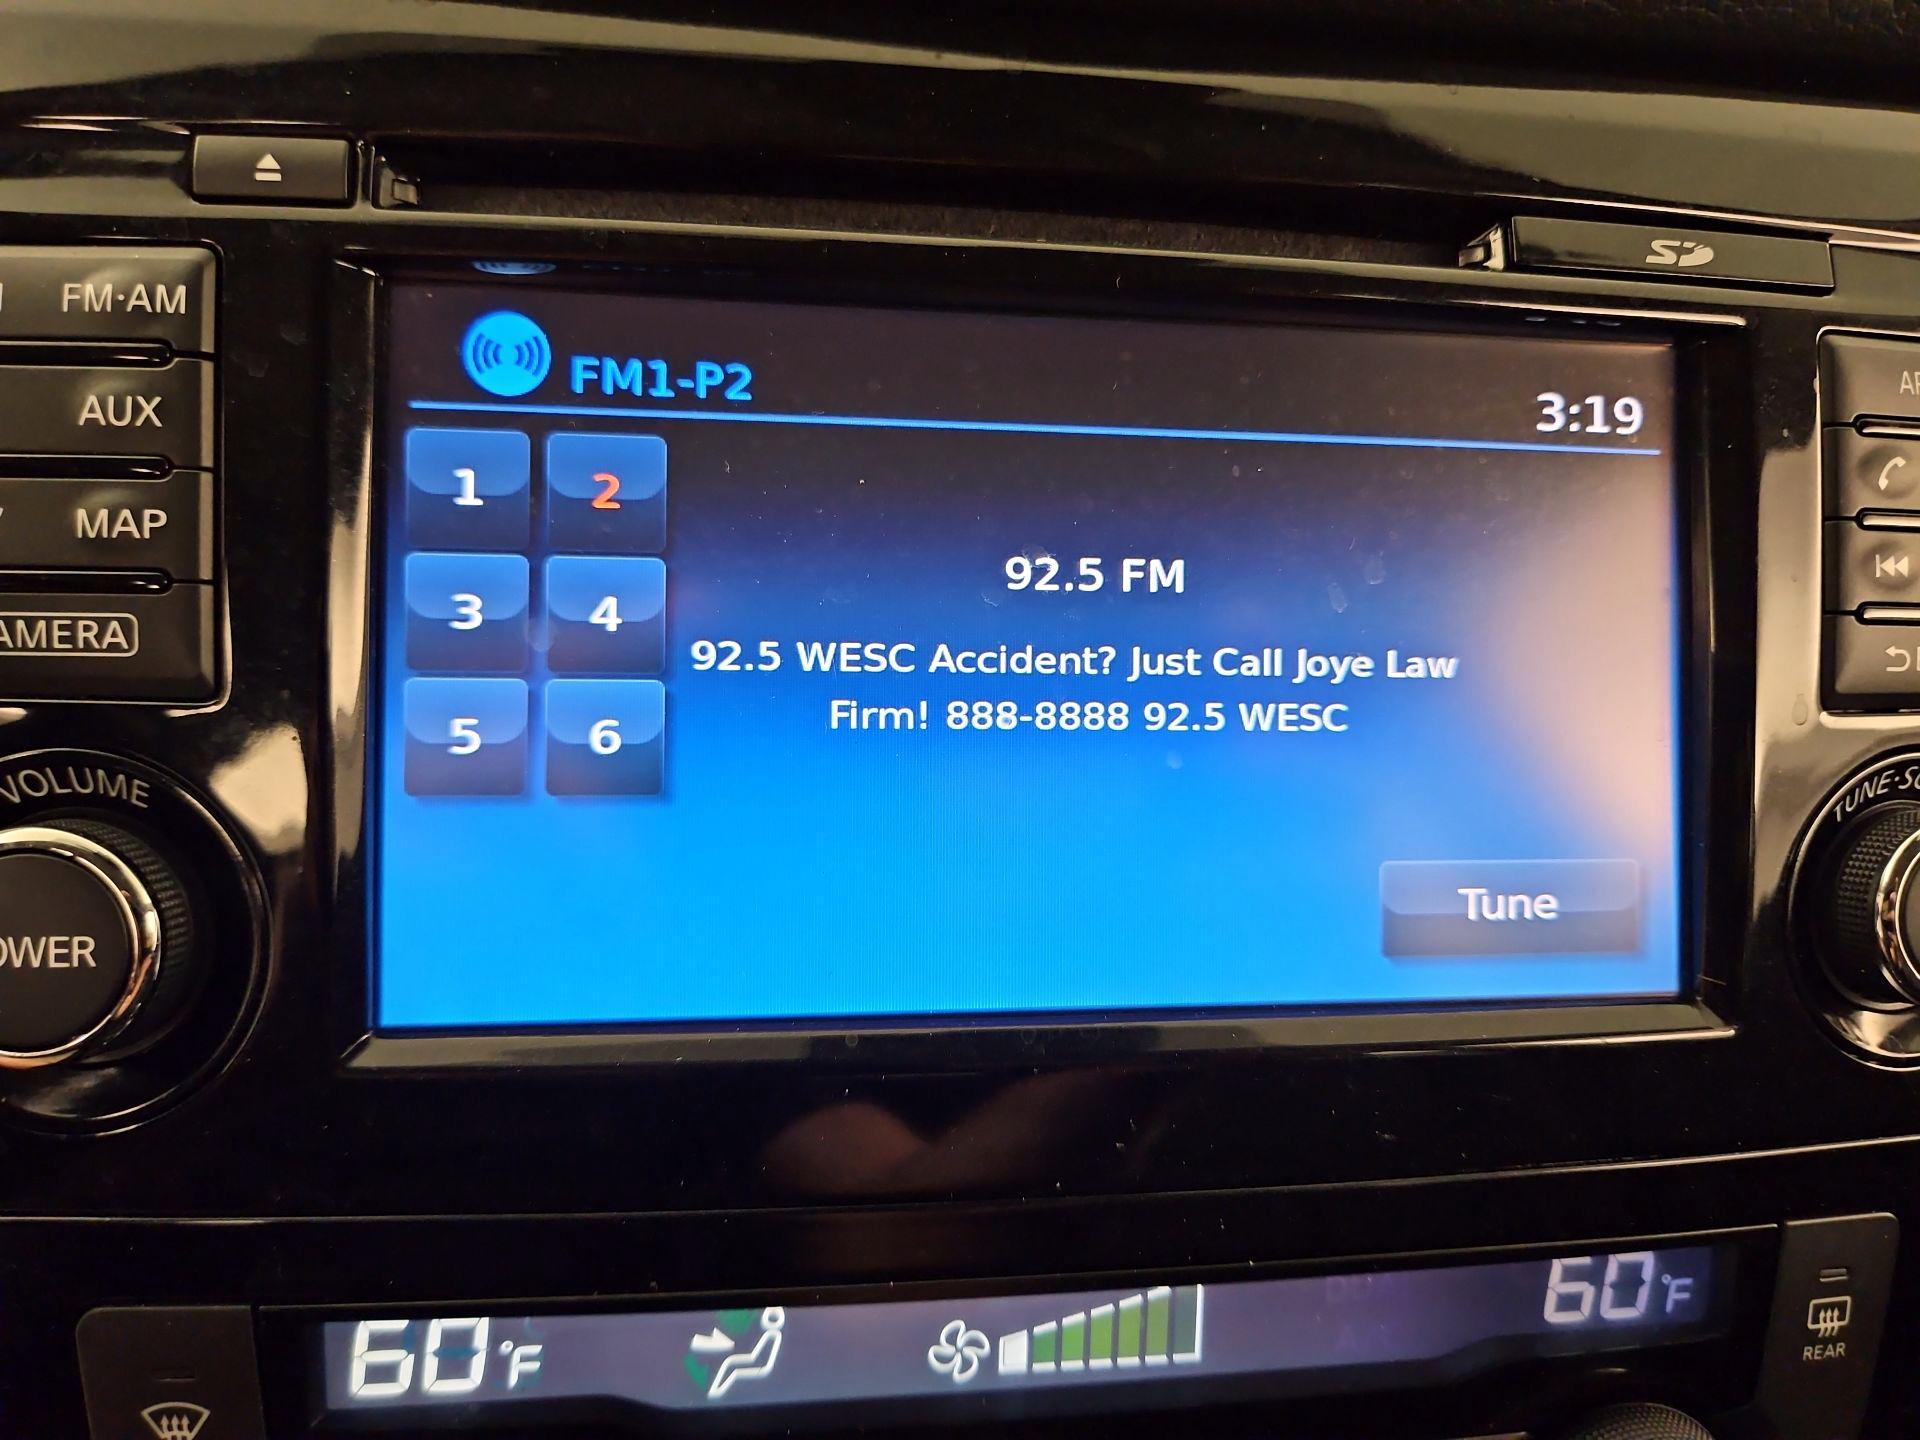 FM·AM
AUX
MAP
AMERA
VOLUME
OWER
FM1-P2
3:19
1
2
3
4
5
6
92.5 FM
92.5 WESC Accident? Just Call Joye Law
Firm! 888-8888 92.5 WESC
Tune
SD
TUNE·SC
60°F
60°F
REAR